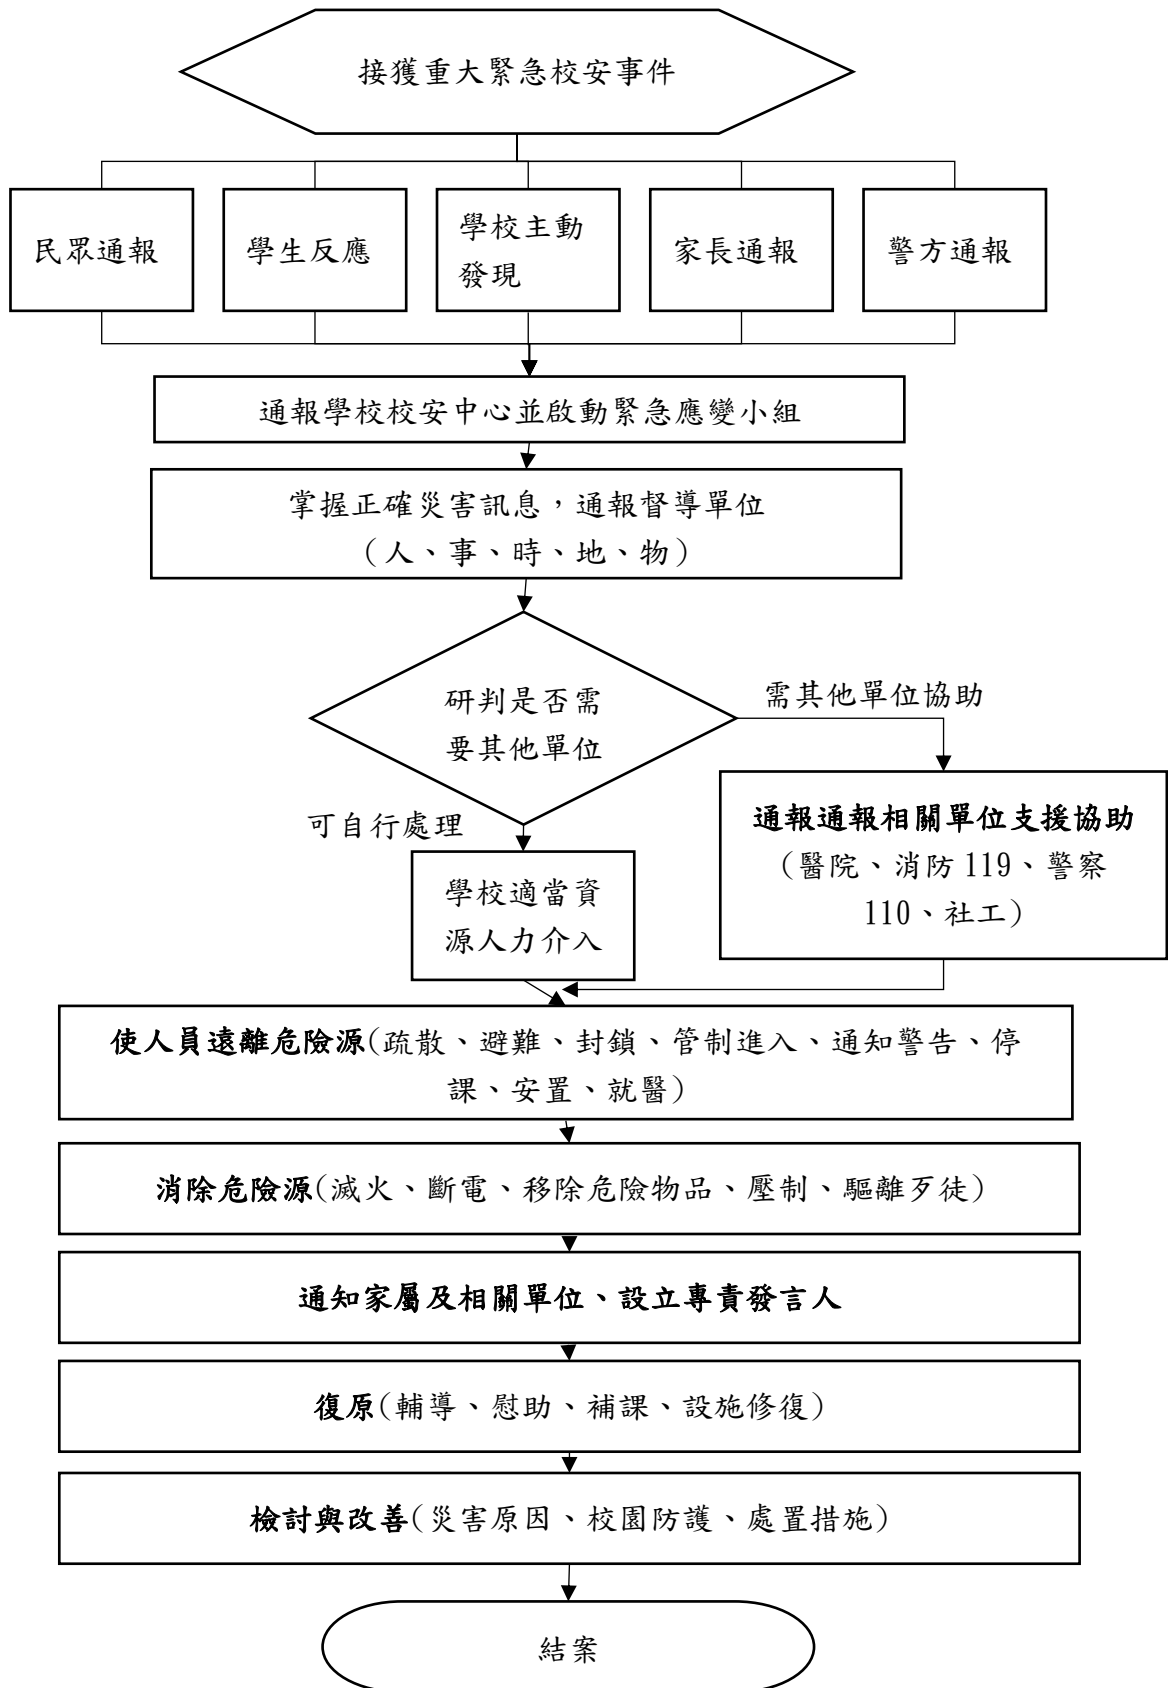 接獲重大緊急校安事件
民眾通報
學生反應
學校主動
發現
家長通報
警方通報
通報學校校安中心並啟動緊急應變小組
掌握正確災害訊息，通報督導單位
（人、事、時、地、物）
研判是否需
要其他單位
需其他單位協助
可自行處理
通報通報相關單位支援協助
（醫院、消防 119、警察
110、社工）
學校適當資
源人力介入
使人員遠離危險源(疏散、避難、封鎖、管制進入、通知警告、停
課、安置、就醫)
消除危險源(滅火、斷電、移除危險物品、壓制、驅離歹徒)
通知家屬及相關單位、設立專責發言人
復原(輔導、慰助、補課、設施修復)
檢討與改善(災害原因、校園防護、處置措施)
結案